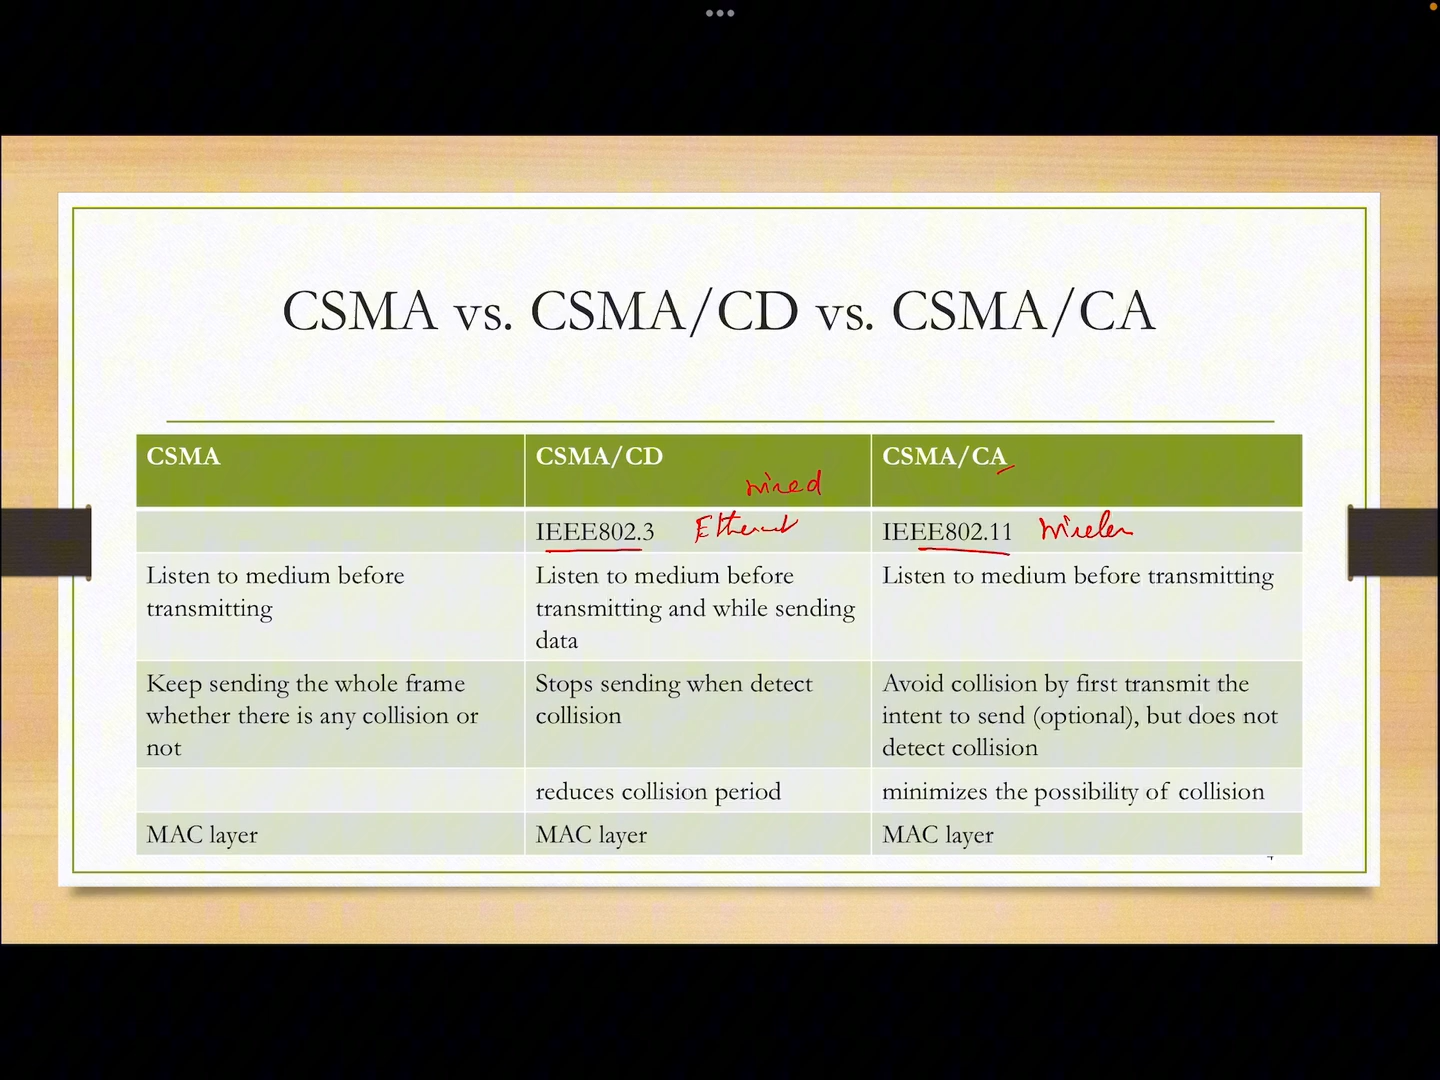 CSMA vs. CSMA/CD vs. CSMA/CA
CSMA
CSMA/CD
CSMA/CA
wired
IEEE802.3
Ethernet
IEEE802.11
Wireless
Listen to medium before
transmitting
Listen to medium before
transmitting and while sending
data
Listen to medium before transmitting
Keep sending the whole frame
whether there is any collision or
not
Stops sending when detect
collision
Avoid collision by first transmit the
intent to send (optional), but does not
detect collision
reduces collision period
minimizes the possibility of collision
MAC layer
MAC layer
MAC layer
4